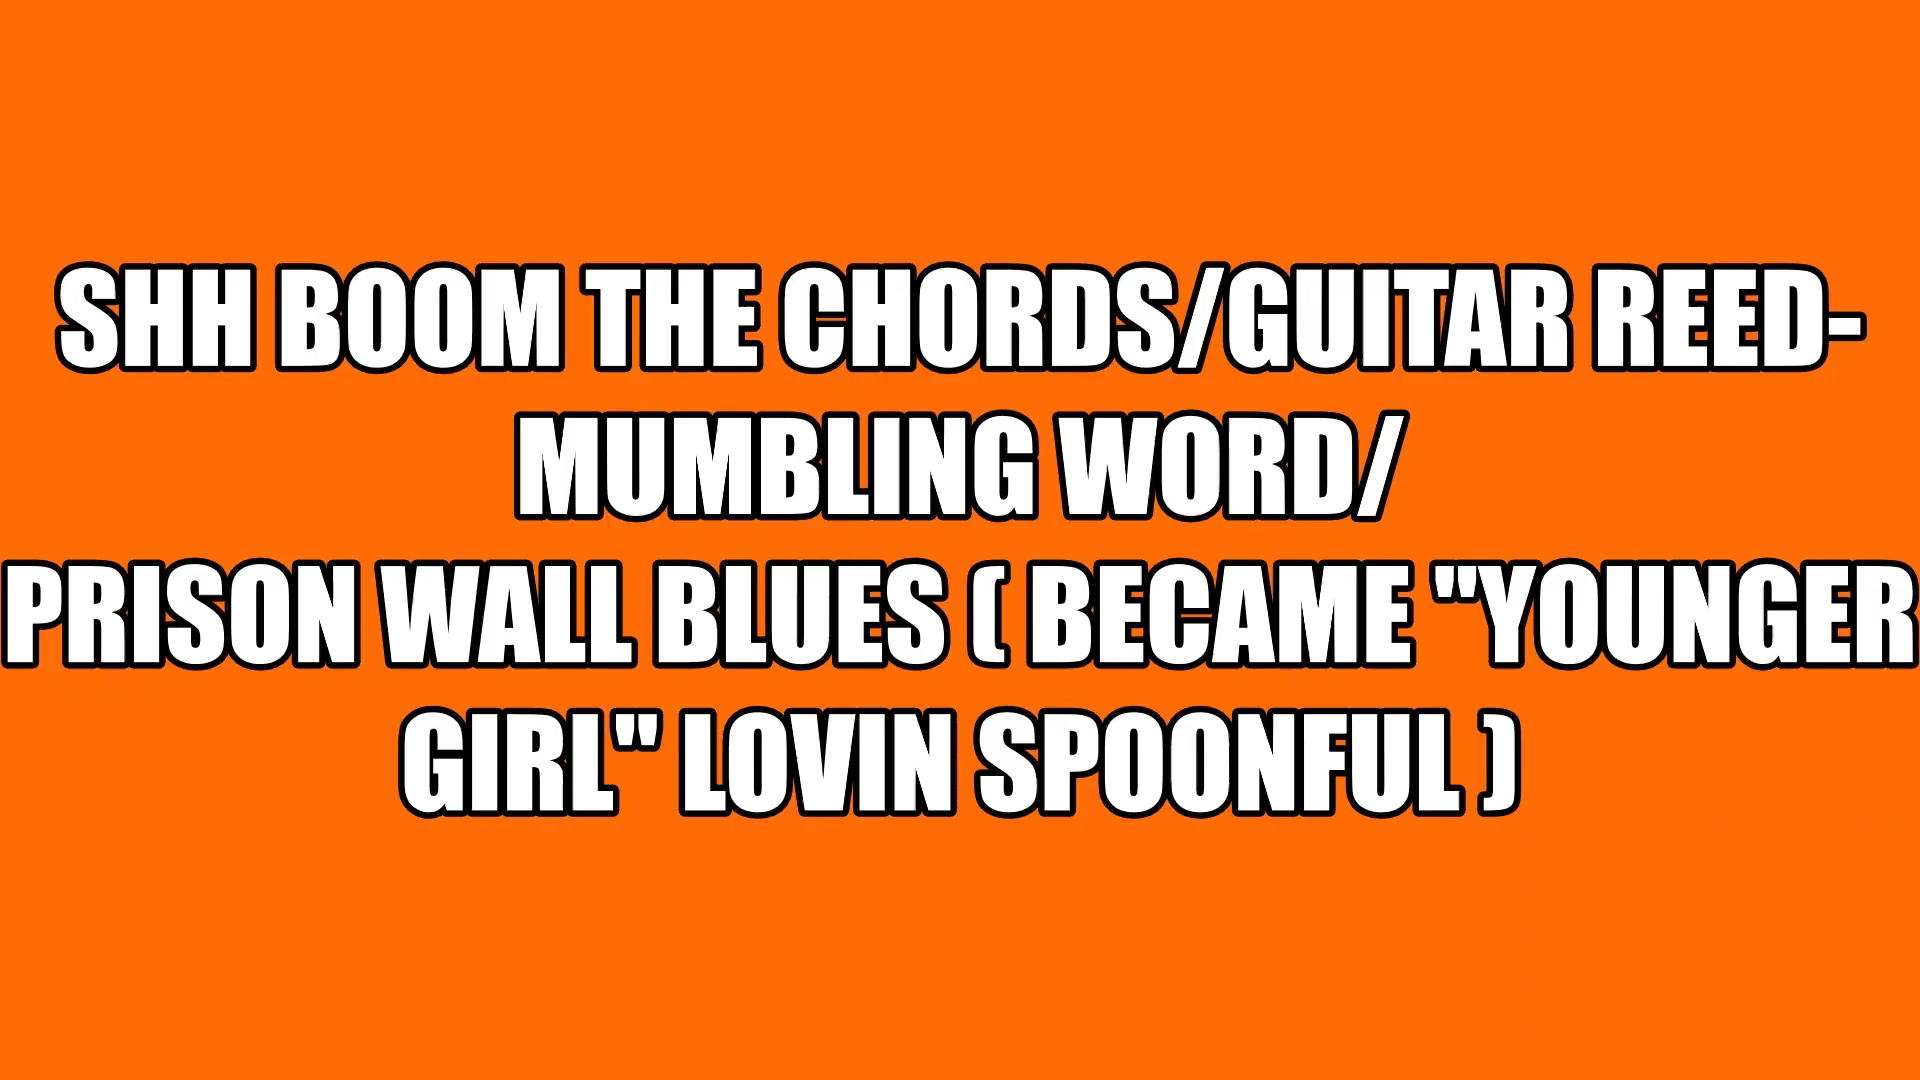 SHH BOOM THE CHORDS/GUITAR REED-
MUMBLING WORD/
PRISON WALL BLUES ( BECAME "YOUNGER
GIRL" LOVIN SPOONFUL )